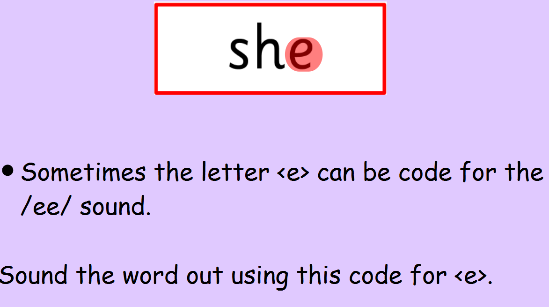 she
• Sometimes the letter <e> can be code for the
/ee/ sound.
Sound the word out using this code for <e>.